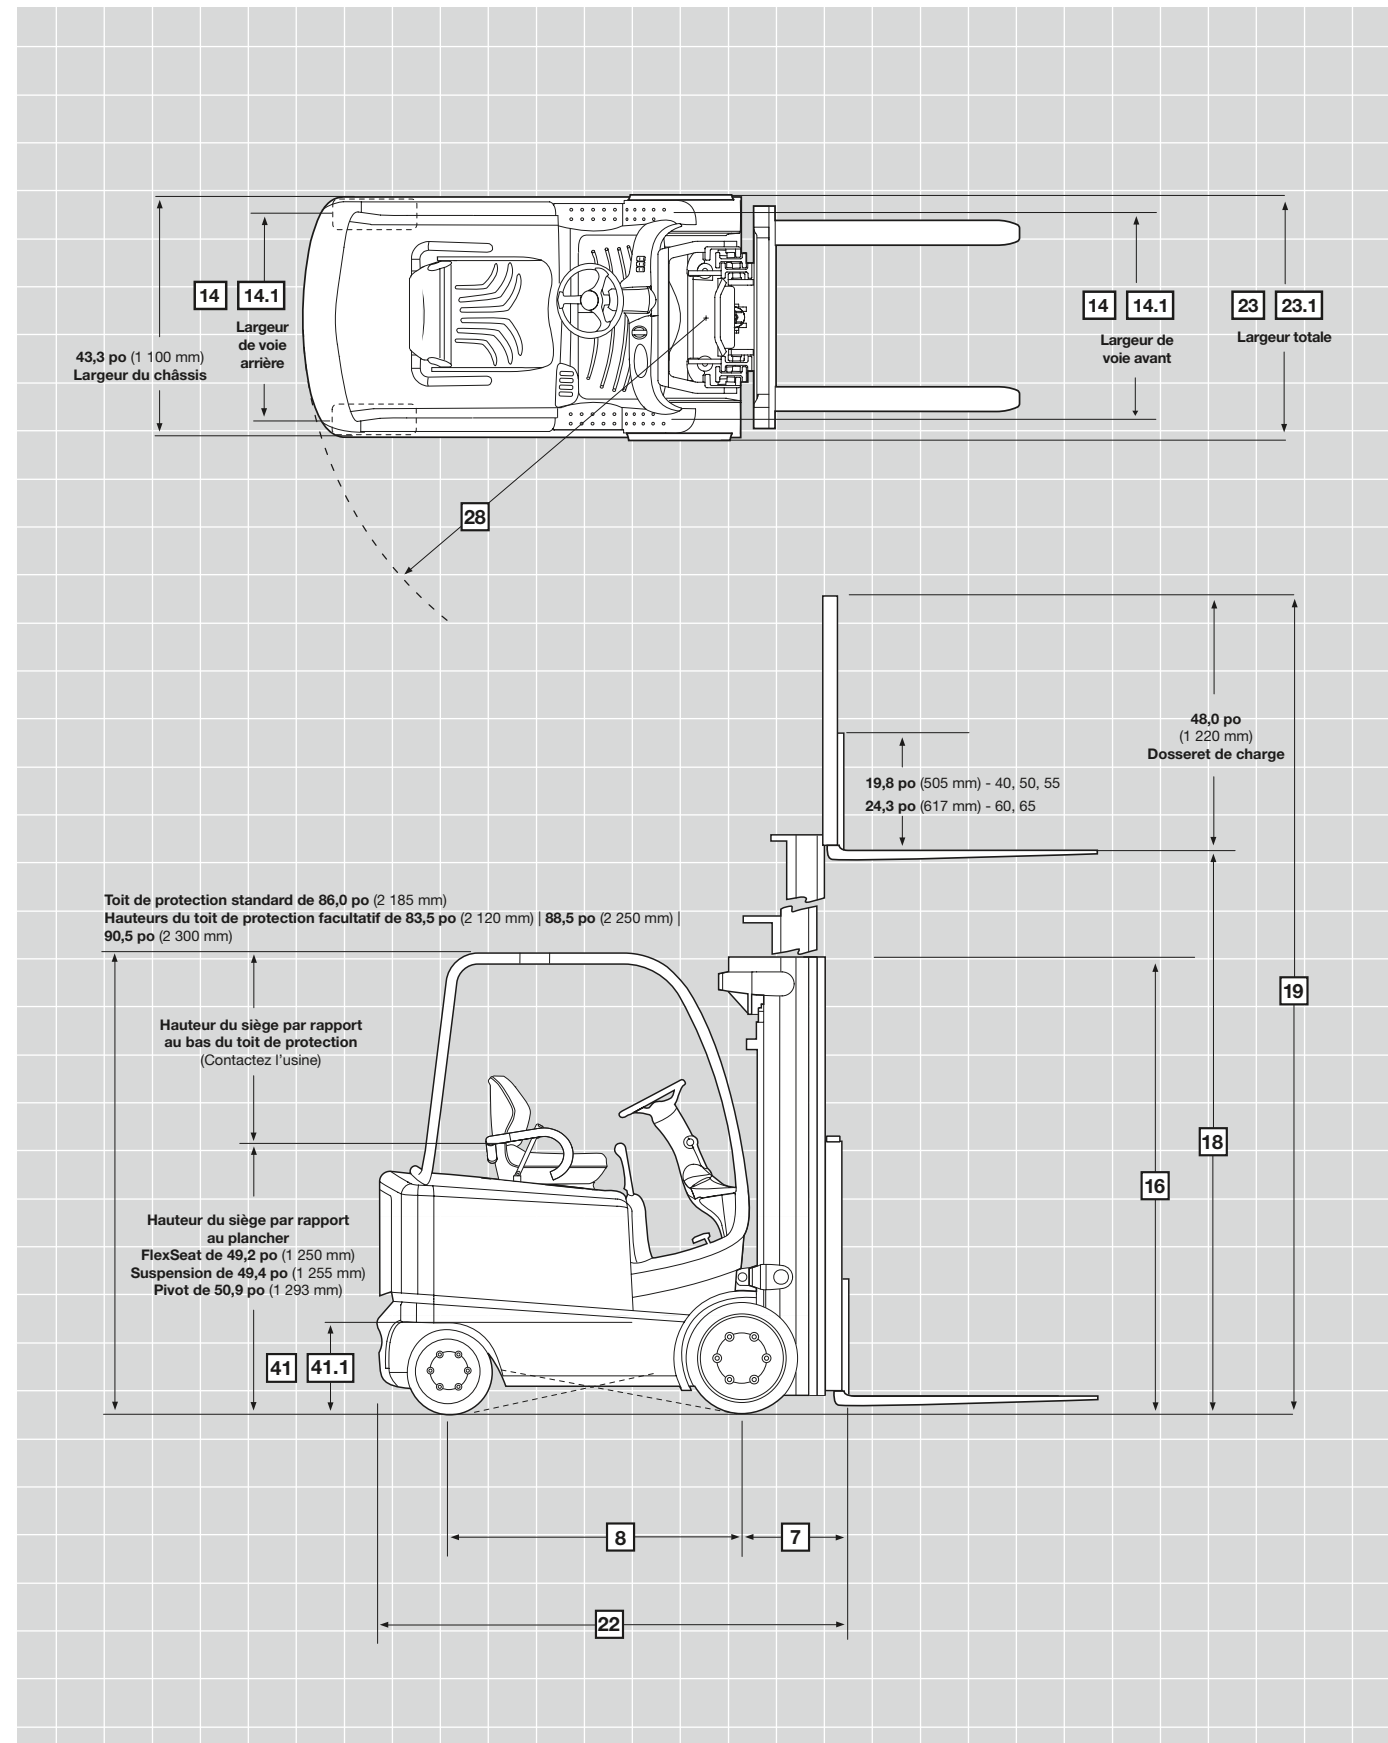 14 14.1
Largeur
de voie
arrière
43,3 po (1 100 mm)
Largeur du châssis
14 14.1
Largeur de
voie avant
23 23.1
Largeur totale
28
48,0 po
(1 220 mm)
Dosseret de charge
19,8 po (505 mm) - 40, 50, 55
24,3 po (617 mm) - 60, 65
Toit de protection standard de 86,0 po (2 185 mm)
Hauteurs du toit de protection facultatif de 83,5 po (2 120 mm) | 88,5 po (2 250 mm) |
90,5 po (2 300 mm)
19
Hauteur du siège par rapport
au bas du toit de protection
(Contactez l'usine)
18
16
Hauteur du siège par rapport
au plancher
FlexSeat de 49,2 po (1 250 mm)
Suspension de 49,4 po (1 255 mm)
Pivot de 50,9 po (1 293 mm)
41 41.1
8
7
22